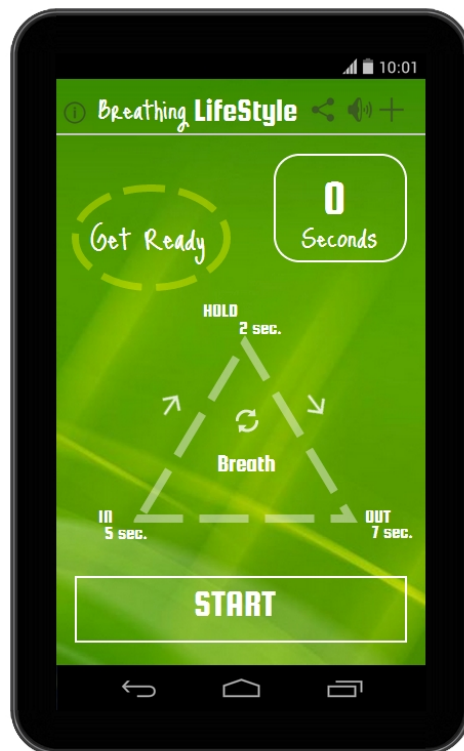 10:01
Breathing LifeStyle
0
Seconds
Get Ready
HOLD
2 sec.
Breath
IN
5 sec.
OUT
7 sec.
START